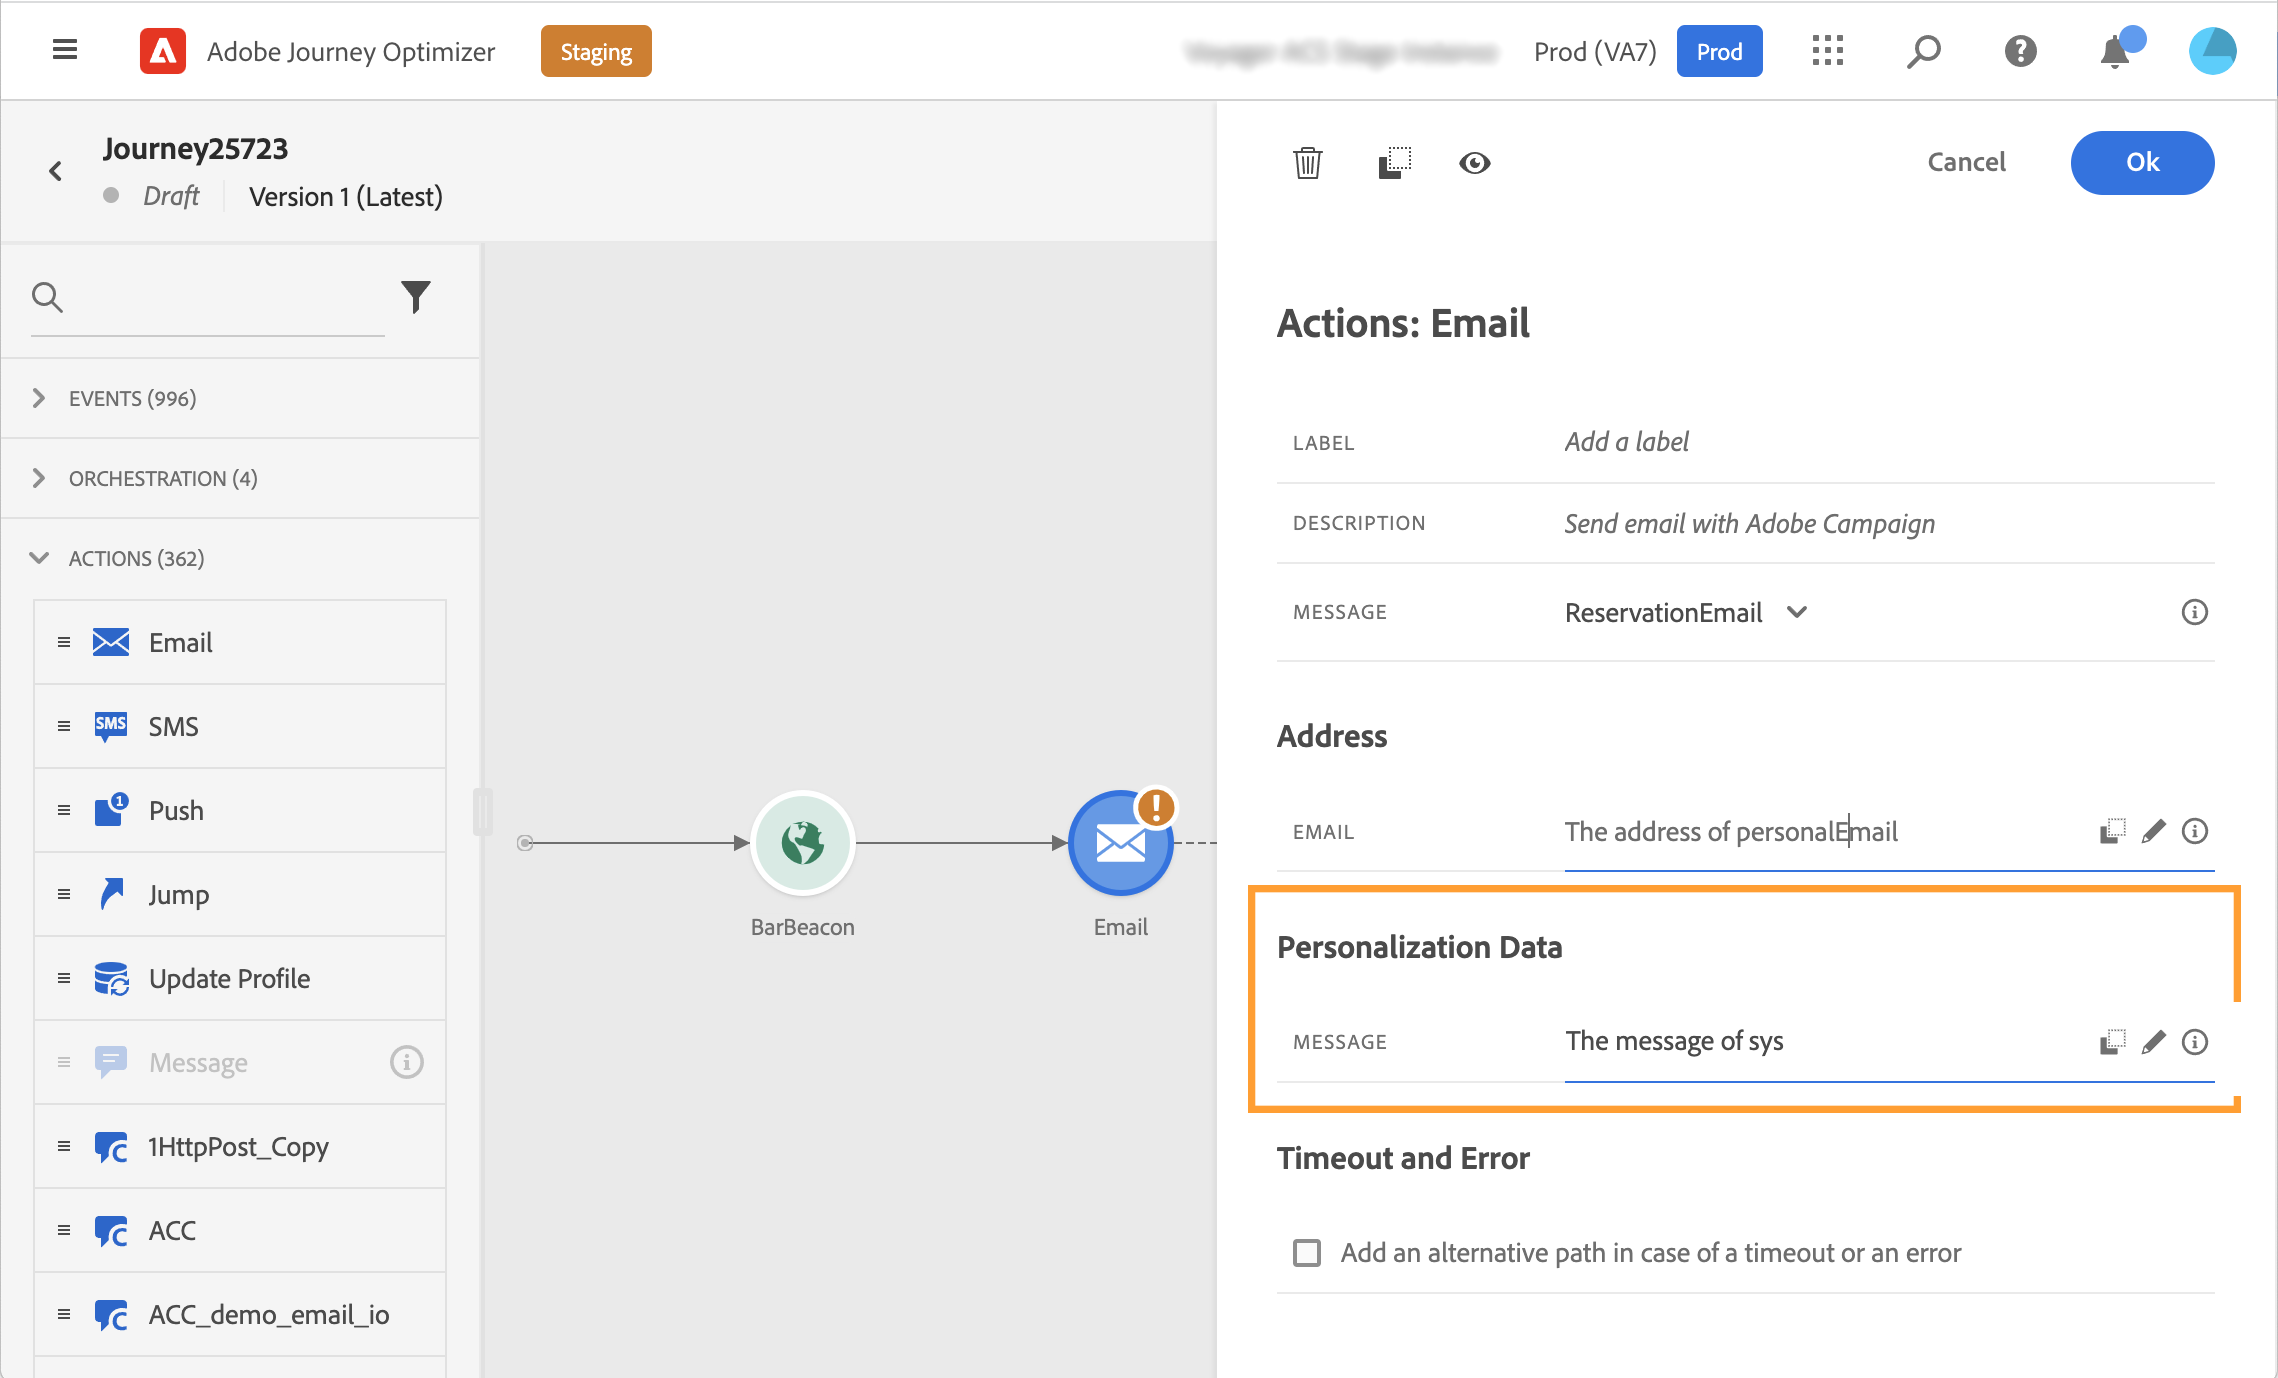 Adobe Journey Optimizer
Staging
Prod (VA7)
Prod
Journey25723
Draft
Version 1 (Latest)
Cancel
Ok
EVENTS (996)
ORCHESTRATION (4)
ACTIONS (362)
Email
SMS
SMS
1
Push
Jump
Update Profile
Message
1HttpPost_Copy
ACC
ACC_demo_email_io
BarBeacon
Email
Actions: Email
LABEL
Add a label
DESCRIPTION
Send email with Adobe Campaign
MESSAGE
ReservationEmail
Address
EMAIL
The address of personalEmail
Personalization Data
MESSAGE
The message of sys
Timeout and Error
Add an alternative path in case of a timeout or an error